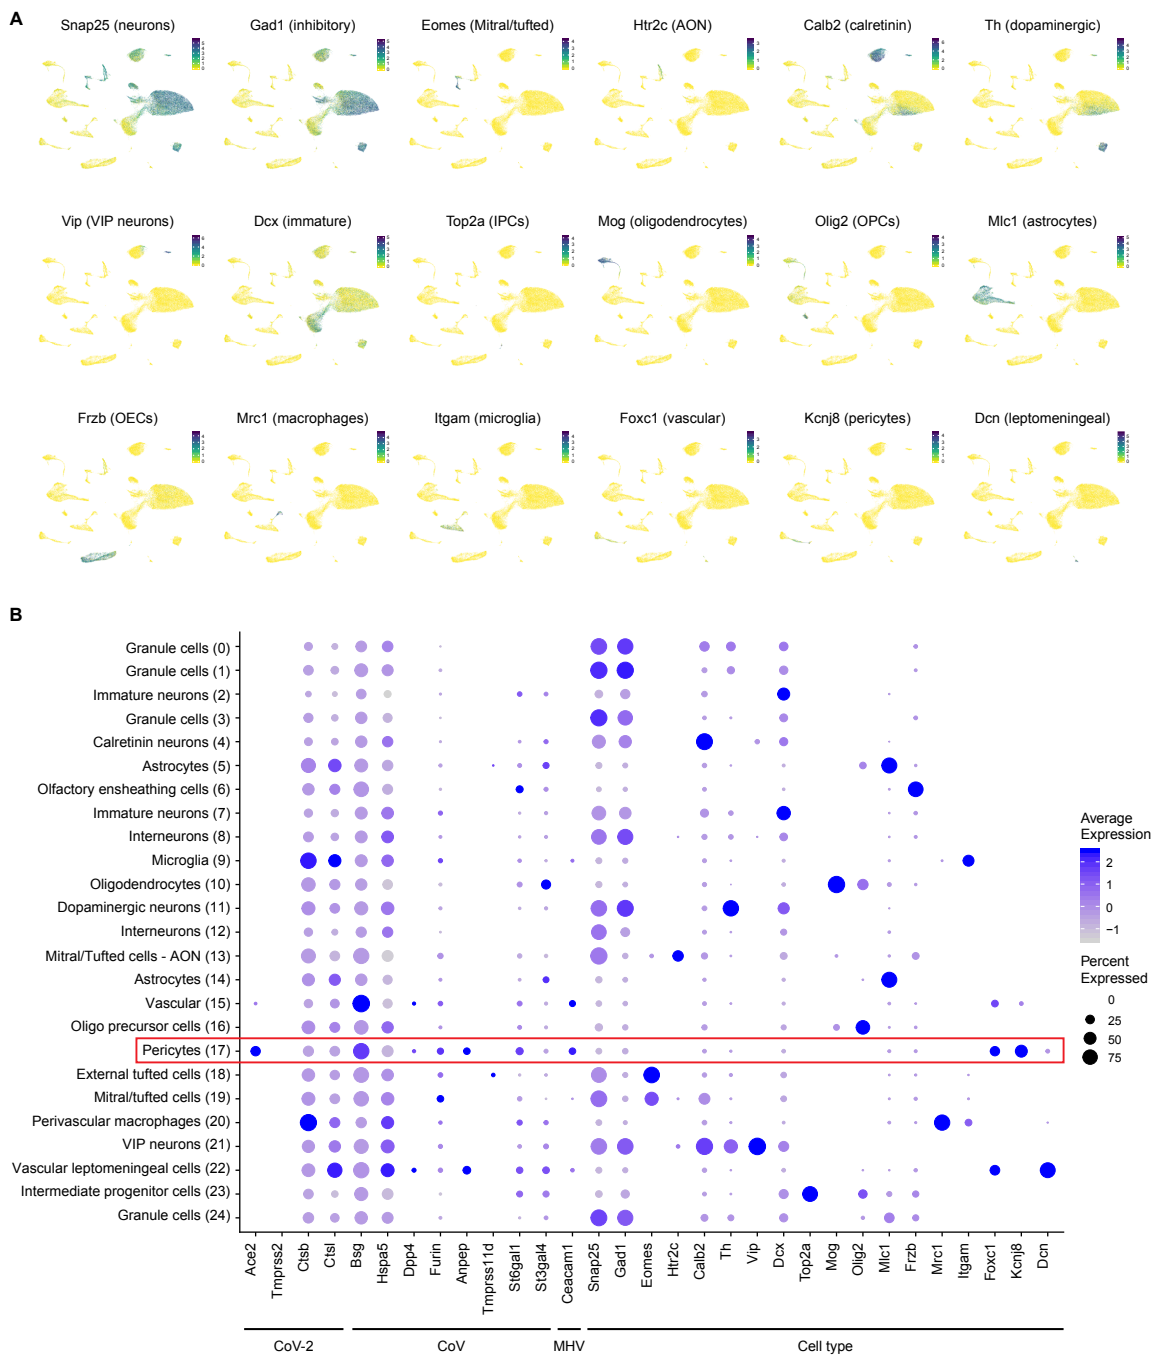 A
Snap25 (neurons)
Gad1 (inhibitory)
Eomes (Mitral/tufted)
Htr2c (AON)
Calb2 (calretinin)
Th (dopaminergic)
Vip (VIP neurons)
Dcx (immature)
Top2a (IPCs)
Mog (oligodendrocytes)
Olig2 (OPCs)
Mlc1 (astrocytes)
Frzb (OECs)
Mrc1 (macrophages)
Itgam (microglia)
Foxc1 (vascular)
Kcnj8 (pericytes)
Dcn (leptomeningeal)
B
Granule cells (0)
Granule cells (1)
Immature neurons (2)
Granule cells (3)
Calretinin neurons (4)
Astrocytes (5)
Olfactory ensheathing cells (6)
Immature neurons (7)
Interneurons (8)
Microglia (9)
Oligodendrocytes (10)
Dopaminergic neurons (11)
Interneurons (12)
Mitral/Tufted cells - AON (13)
Astrocytes (14)
Vascular (15)
Oligo precursor cells (16)
Pericytes (17)
External tufted cells (18)
Mitral/tufted cells (19)
Perivascular macrophages (20)
VIP neurons (21)
Vascular leptomeningeal cells (22)
Intermediate progenitor cells (23)
Granule cells (24)
Average
Expression
2
1
0
−1
Percent
Expressed
0
25
50
75
Ace2
Tmprss2
Ctsb
Ctsl
Bsg
Hspa5
Dpp4
Furin
Anpep
Tmprss11d
St6gal1
St3gal4
Ceacam1
Snap25
Gad1
Eomes
Htr2c
Calb2
Th
Vip
Dcx
Top2a
Mog
Olig2
Mlc1
Frzb
Mrc1
Itgam
Foxc1
Kcnj8
Dcn
CoV-2
CoV
MHV
Cell type